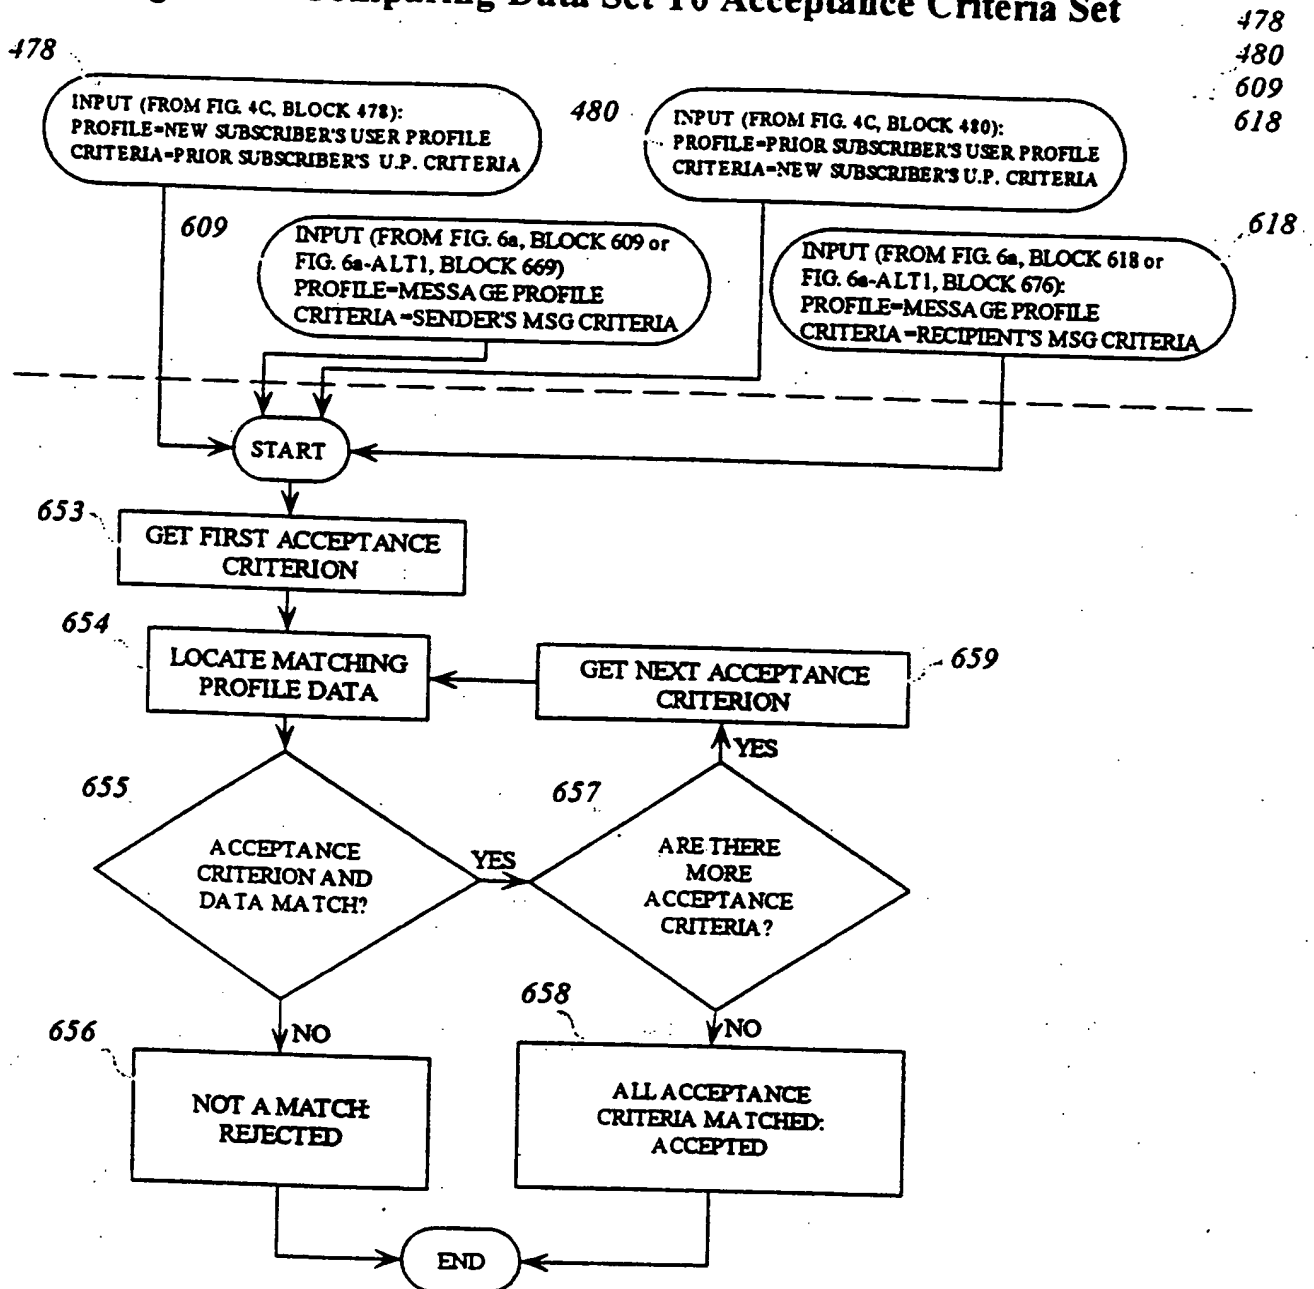 Comparing Data Set To Acceptance Criteria Set
478
480
609
618
478
INPUT (FROM FIG. 4C, BLOCK 478):
PROFILE=NEW SUBSCRIBER'S USER PROFILE
CRITERIA=PRIOR SUBSCRIBER'S U.P. CRITERIA
480
INPUT (FROM FIG. 4C, BLOCK 480):
PROFILE=PRIOR SUBSCRIBER'S USER PROFILE
CRITERIA=NEW SUBSCRIBER'S U.P. CRITERIA
609
INPUT (FROM FIG. 6a, BLOCK 609 or
FIG. 6a-ALT1, BLOCK 669)
PROFILE=MESSAGE PROFILE
CRITERIA=SENDER'S MSG CRITERIA
618
INPUT (FROM FIG. 6a, BLOCK 618 or
FIG. 6a-ALT1, BLOCK 676):
PROFILE=MESSAGE PROFILE
CRITERIA=RECIPIENT'S MSG CRITERIA
START
653
GET FIRST ACCEPTANCE
CRITERION
654
LOCATE MATCHING
PROFILE DATA
GET NEXT ACCEPTANCE
CRITERION
659
YES
655
ACCEPTANCE
CRITERION AND
DATA MATCH?
YES
657
ARE THERE
MORE
ACCEPTANCE
CRITERIA?
NO
656
NOT A MATCH:
REJECTED
NO
658
ALL ACCEPTANCE
CRITERIA MATCHED:
ACCEPTED
END